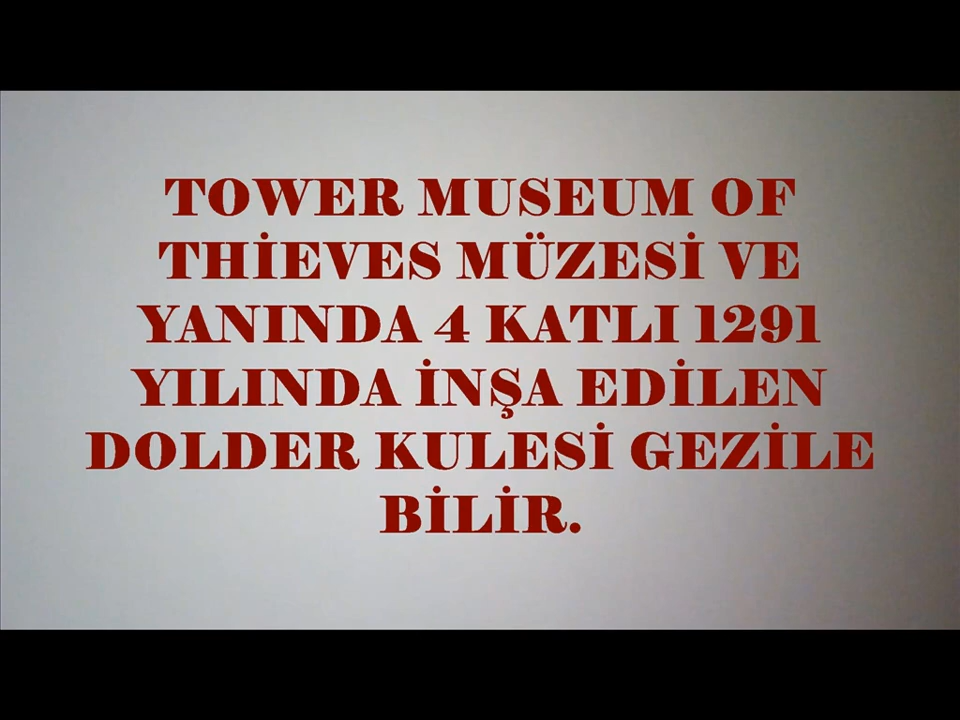 TOWER MUSEUM OF
THİEVES MÜZESİ VE
YANINDA 4 KATLI 1291
YILINDA İNŞA EDİLEN
DOLDER KULESİ GEZİLE
BİLİR.